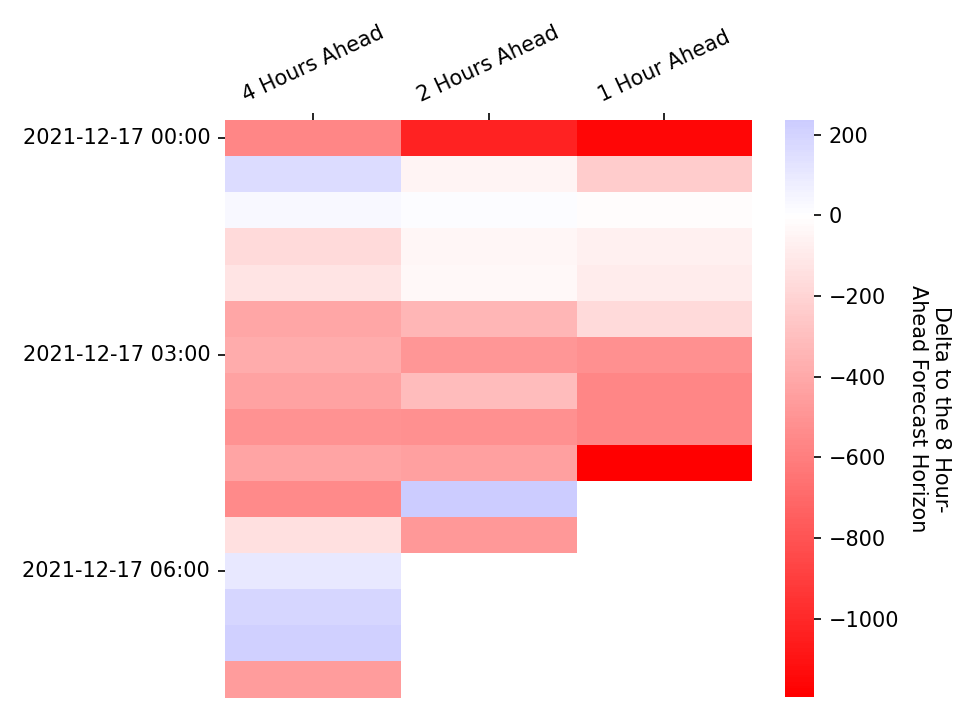 4 Hours Ahead
2 Hours Ahead
1 Hour Ahead
2021-12-17 00:00
2021-12-17 03:00
2021-12-17 06:00
200
0
−200
−400
−600
−800
−1000
Delta to the 8 Hour-
Ahead Forecast Horizon